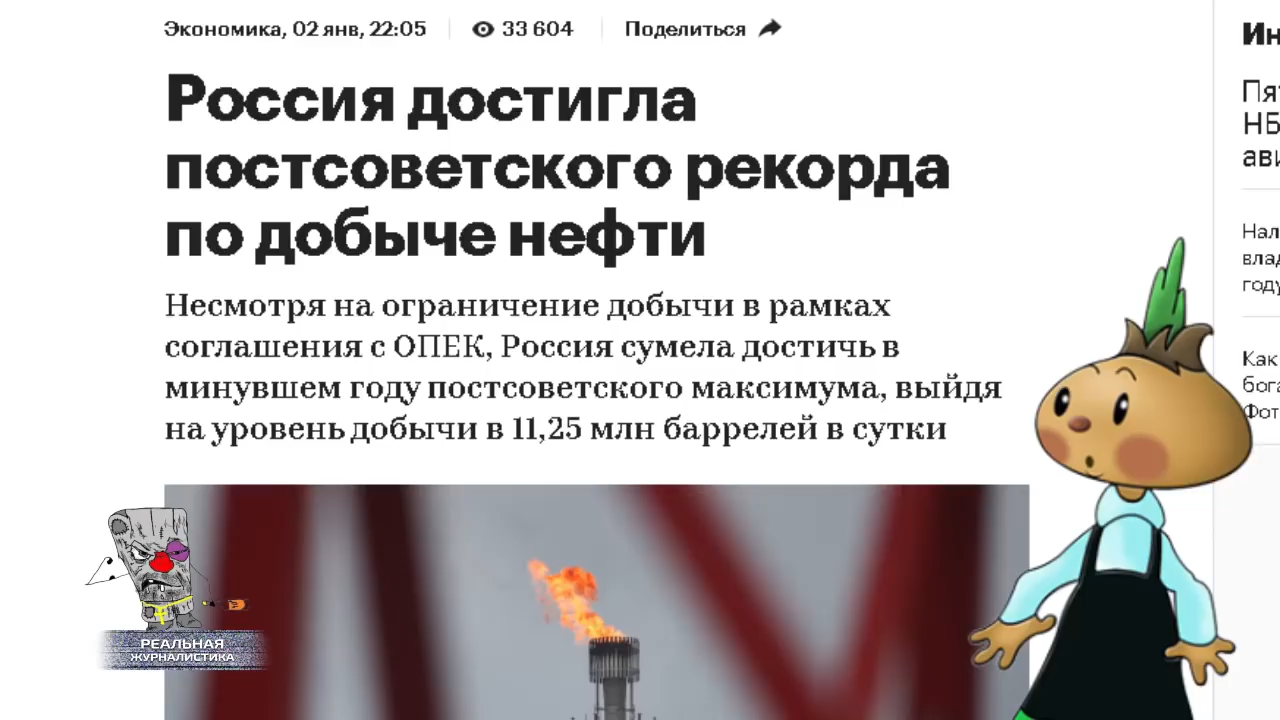 Экономика, 02 янв, 22:05
33 604
Поделиться
Россия достигла
постсоветского рекорда
по добыче нефти
Несмотря на ограничение добычи в рамках
соглашения с ОПЕК, Россия сумела достичь в
минувшем году постсоветского максимума, выйдя
на уровень добычи в 11,25 млн баррелей в сутки
РЕАЛЬНАЯ
ЖУРНАЛИСТИКА
Как